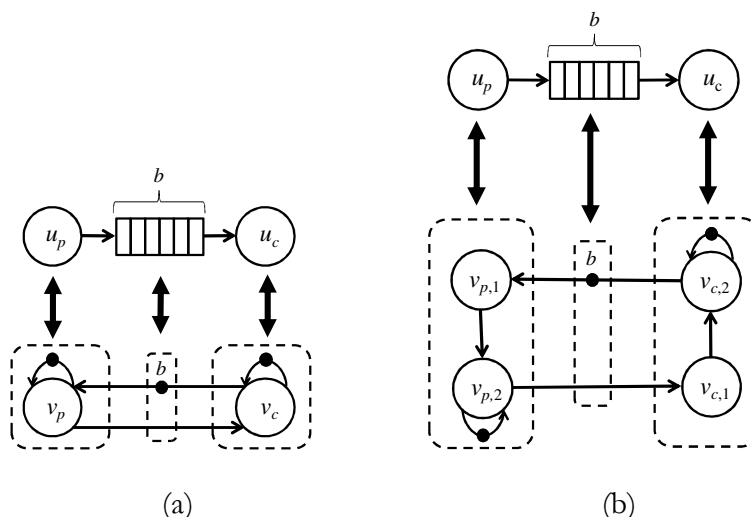 b
u_p
u_c
b
v_p
v_c
(a)
b
u_p
u_c
b
v_{p,1}
v_{c,2}
v_{p,2}
v_{c,1}
(b)